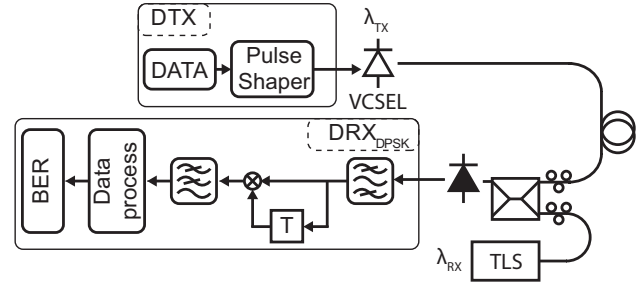 DTX
DATA
Pulse
Shaper
λTX
VCSEL
DRXDPSK
BER
Data
process
T
λRX
TLS